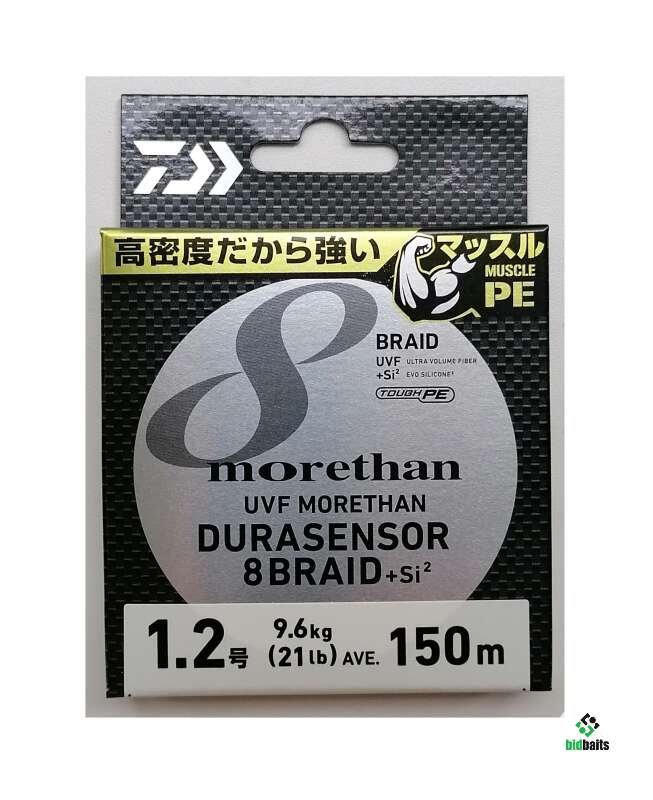 高密度だから強い
マッスル
MUSCLE
PE
8
BRAID
UVF ULTRA VOLUME FIBER
+Si² EVO SILICONE²
TOUGH PE
morethan
UVF MORETHAN
DURASENSOR
8BRAID+Si²
1.2号 9.6kg (21lb) AVE. 150m
bidbaits